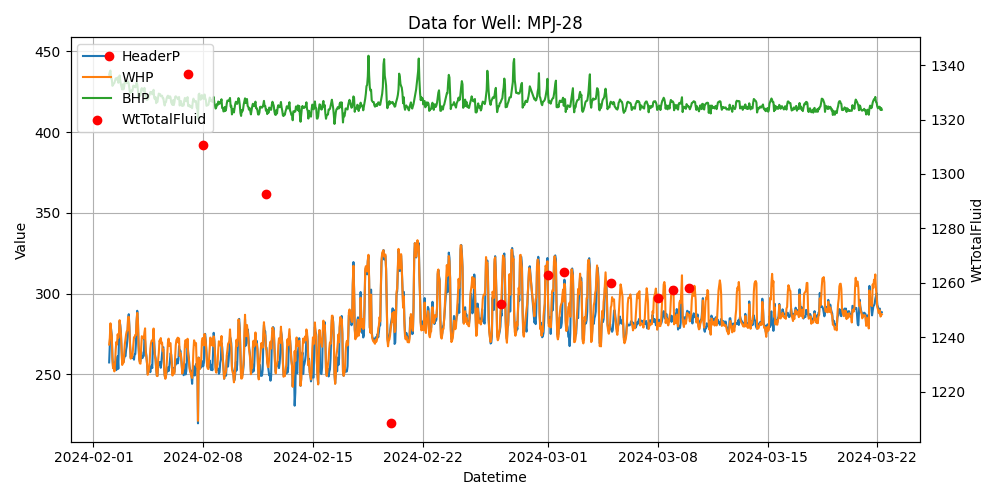 Data for Well: MPJ-28
HeaderP
WHP
BHP
WtTotalFluid
450
400
350
300
250
Value
1340
1320
1300
1280
1260
1240
1220
WtTotalFluid
2024-02-01 2024-02-08 2024-02-15 2024-02-22 2024-03-01 2024-03-08 2024-03-15 2024-03-22
Datetime